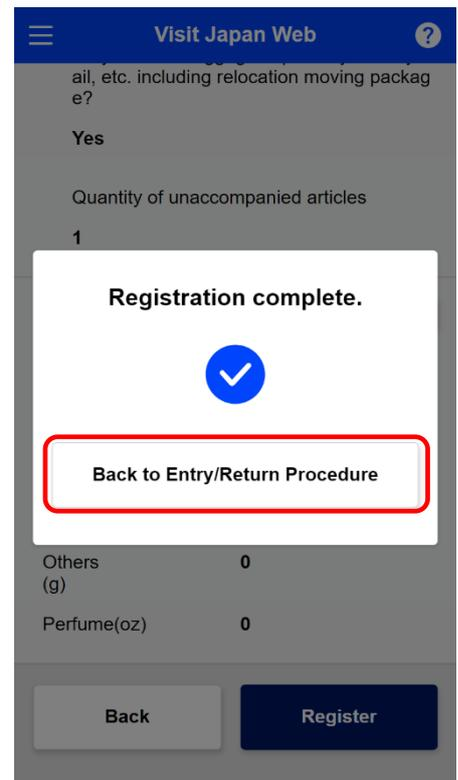 Visit Japan Web
?
ail, etc. including relocation moving packag
e?
Yes
Quantity of unaccompanied articles
1
Registration complete.
Back to Entry/Return Procedure
Others 0
(g)
Perfume(oz) 0
Back Register